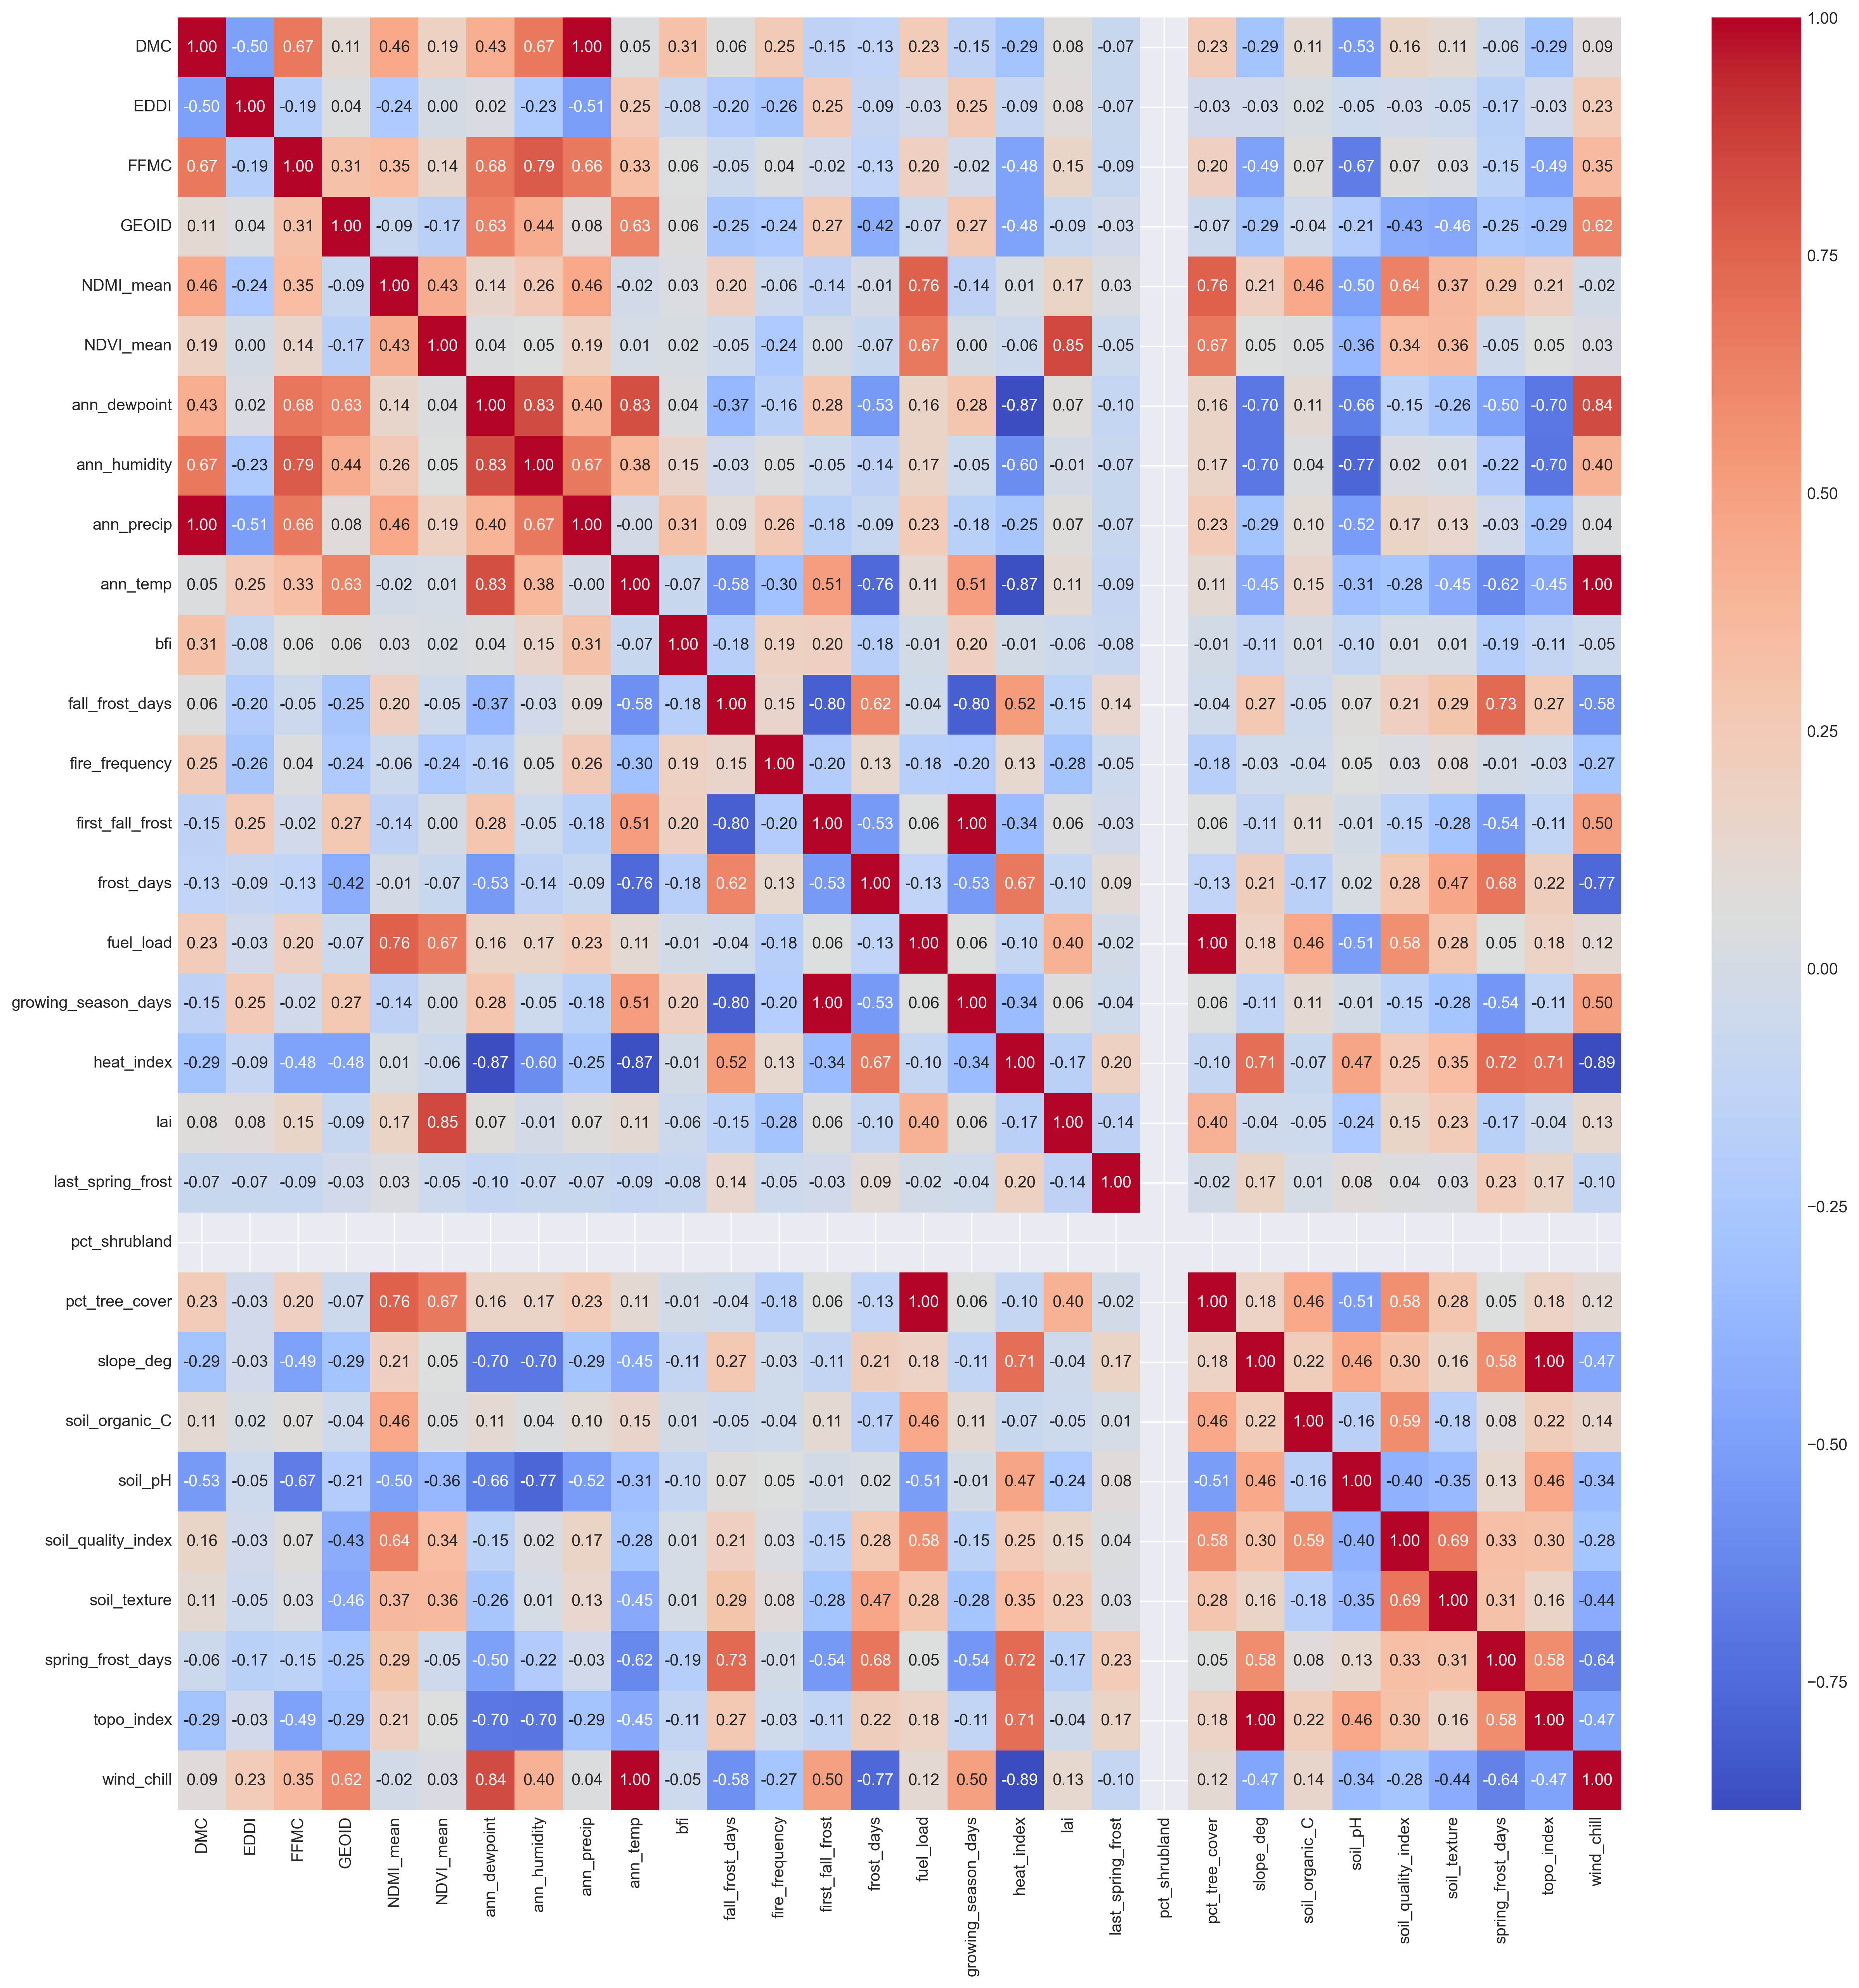 DMC 1.00 -0.50 0.67 0.11 0.46 0.19 0.43 0.67 1.00 0.05 0.31 0.06 0.25 -0.15 -0.13 0.23 -0.15 -0.29 0.08 -0.07 0.23 -0.29 0.11 -0.53 0.16 0.11 -0.06 -0.29 0.09
EDDI -0.50 1.00 -0.19 0.04 -0.24 0.00 0.02 -0.23 -0.51 0.25 -0.08 -0.20 -0.26 0.25 -0.09 -0.03 0.25 -0.09 0.08 -0.07 -0.03 -0.03 0.02 -0.05 -0.03 -0.05 -0.17 -0.03 0.23
FFMC 0.67 -0.19 1.00 0.31 0.35 0.14 0.68 0.79 0.66 0.33 0.06 -0.05 0.04 -0.02 -0.13 0.20 -0.02 -0.48 0.15 -0.09 0.20 -0.49 0.07 -0.67 0.07 0.03 -0.15 -0.49 0.35
GEOID 0.11 0.04 0.31 1.00 -0.09 -0.17 0.63 0.44 0.08 0.63 0.06 -0.25 -0.24 0.27 -0.42 -0.07 0.27 -0.48 -0.09 -0.03 -0.07 -0.29 -0.04 -0.21 -0.43 -0.46 -0.25 -0.29 0.62
NDMI_mean 0.46 -0.24 0.35 -0.09 1.00 0.43 0.14 0.26 0.46 -0.02 0.03 0.20 -0.06 -0.14 -0.01 0.76 -0.14 0.01 0.17 0.03 0.76 0.21 0.46 -0.50 0.64 0.37 0.29 0.21 -0.02
NDVI_mean 0.19 0.00 0.14 -0.17 0.43 1.00 0.04 0.05 0.19 0.01 0.02 -0.05 -0.24 0.00 -0.07 0.67 0.00 -0.06 0.85 -0.05 0.67 0.05 0.05 -0.36 0.34 0.36 -0.05 0.05 0.03
ann_dewpoint 0.43 0.02 0.68 0.63 0.14 0.04 1.00 0.83 0.40 0.83 0.04 -0.37 -0.16 0.28 -0.53 0.16 0.28 -0.87 0.07 -0.10 0.16 -0.70 0.11 -0.66 -0.15 -0.26 -0.50 -0.70 0.84
ann_humidity 0.67 -0.23 0.79 0.44 0.26 0.05 0.83 1.00 0.67 0.38 0.15 -0.03 0.05 -0.05 -0.14 0.17 -0.05 -0.60 -0.01 -0.07 0.17 -0.70 0.04 -0.77 0.02 0.01 -0.22 -0.70 0.40
ann_precip 1.00 -0.51 0.66 0.08 0.46 0.19 0.40 0.67 1.00 -0.00 0.31 0.09 0.26 -0.18 -0.09 0.23 -0.18 -0.25 0.07 -0.07 0.23 -0.29 0.10 -0.52 0.17 0.13 -0.03 -0.29 0.04
ann_temp 0.05 0.25 0.33 0.63 -0.02 0.01 0.83 0.38 -0.00 1.00 -0.07 -0.58 -0.30 0.51 -0.76 0.11 0.51 -0.87 0.11 -0.09 0.11 -0.45 0.15 -0.31 -0.28 -0.45 -0.62 -0.45 1.00
bfi 0.31 -0.08 0.06 0.06 0.03 0.02 0.04 0.15 0.31 -0.07 1.00 -0.18 0.19 0.20 -0.18 -0.01 0.20 -0.01 -0.06 -0.08 -0.01 -0.11 0.01 -0.10 0.01 0.01 -0.19 -0.11 -0.05
fall_frost_days 0.06 -0.20 -0.05 -0.25 0.20 -0.05 -0.37 -0.03 0.09 -0.58 -0.18 1.00 0.15 -0.80 0.62 -0.04 -0.80 0.52 -0.15 0.14 -0.04 0.27 -0.05 0.07 0.21 0.29 0.73 0.27 -0.58
fire_frequency 0.25 -0.26 0.04 -0.24 -0.06 -0.24 -0.16 0.05 0.26 -0.30 0.19 0.15 1.00 -0.20 0.13 -0.18 -0.20 0.13 -0.28 -0.05 -0.18 -0.03 -0.04 0.05 0.03 0.08 -0.01 -0.03 -0.27
first_fall_frost -0.15 0.25 -0.02 0.27 -0.14 0.00 0.28 -0.05 -0.18 0.51 0.20 -0.80 -0.20 1.00 -0.53 0.06 1.00 -0.34 0.06 -0.03 0.06 -0.11 0.11 -0.01 -0.15 -0.28 -0.54 -0.11 0.50
frost_days -0.13 -0.09 -0.13 -0.42 -0.01 -0.07 -0.53 -0.14 -0.09 -0.76 -0.18 0.62 0.13 -0.53 1.00 -0.13 -0.53 0.67 -0.10 0.09 -0.13 0.21 -0.17 0.02 0.28 0.47 0.68 0.22 -0.77
fuel_load 0.23 -0.03 0.20 -0.07 0.76 0.67 0.16 0.17 0.23 0.11 -0.01 -0.04 -0.18 0.06 -0.13 1.00 0.06 -0.10 0.40 -0.02 1.00 0.18 0.46 -0.51 0.58 0.28 0.05 0.18 0.12
growing_season_days -0.15 0.25 -0.02 0.27 -0.14 0.00 0.28 -0.05 -0.18 0.51 0.20 -0.80 -0.20 1.00 -0.53 0.06 1.00 -0.34 0.06 -0.04 0.06 -0.11 0.11 -0.01 -0.15 -0.28 -0.54 -0.11 0.50
heat_index -0.29 -0.09 -0.48 -0.48 0.01 -0.06 -0.87 -0.60 -0.25 -0.87 -0.01 0.52 0.13 -0.34 0.67 -0.10 -0.34 1.00 -0.17 0.20 -0.10 0.71 -0.07 0.47 0.25 0.35 0.72 0.71 -0.89
lai 0.08 0.08 0.15 -0.09 0.17 0.85 0.07 -0.01 0.07 0.11 -0.06 -0.15 -0.28 0.06 -0.10 0.40 0.06 -0.17 1.00 -0.14 0.40 -0.04 -0.05 -0.24 0.15 0.23 -0.17 -0.04 0.13
last_spring_frost -0.07 -0.07 -0.09 -0.03 0.03 -0.05 -0.10 -0.07 -0.07 -0.09 -0.08 0.14 -0.05 -0.03 0.09 -0.02 -0.04 0.20 -0.14 1.00 -0.02 0.17 0.01 0.08 0.04 0.03 0.23 0.17 -0.10
pct_shrubland
pct_tree_cover 0.23 -0.03 0.20 -0.07 0.76 0.67 0.16 0.17 0.23 0.11 -0.01 -0.04 -0.18 0.06 -0.13 1.00 0.06 -0.10 0.40 -0.02 1.00 0.18 0.46 -0.51 0.58 0.28 0.05 0.18 0.12
slope_deg -0.29 -0.03 -0.49 -0.29 0.21 0.05 -0.70 -0.70 -0.29 -0.45 -0.11 0.27 -0.03 -0.11 0.21 0.18 -0.11 0.71 -0.04 0.17 0.18 1.00 0.22 0.46 0.30 0.16 0.58 1.00 -0.47
soil_organic_C 0.11 0.02 0.07 -0.04 0.46 0.05 0.11 0.04 0.10 0.15 0.01 -0.05 -0.04 0.11 -0.17 0.46 0.11 -0.07 -0.05 0.01 0.46 0.22 1.00 -0.16 0.59 -0.18 0.08 0.22 0.14
soil_pH -0.53 -0.05 -0.67 -0.21 -0.50 -0.36 -0.66 -0.77 -0.52 -0.31 -0.10 0.07 0.05 -0.01 0.02 -0.51 -0.01 0.47 -0.24 0.08 -0.51 0.46 -0.16 1.00 -0.40 -0.35 0.13 0.46 -0.34
soil_quality_index 0.16 -0.03 0.07 -0.43 0.64 0.34 -0.15 0.02 0.17 -0.28 0.01 0.21 0.03 -0.15 0.28 0.58 -0.15 0.25 0.15 0.04 0.58 0.30 0.59 -0.40 1.00 0.69 0.33 0.30 -0.28
soil_texture 0.11 -0.05 0.03 -0.46 0.37 0.36 -0.26 0.01 0.13 -0.45 0.01 0.29 0.08 -0.28 0.47 0.28 -0.28 0.35 0.23 0.03 0.28 0.16 -0.18 -0.35 0.69 1.00 0.31 0.16 -0.44
spring_frost_days -0.06 -0.17 -0.15 -0.25 0.29 -0.05 -0.50 -0.22 -0.03 -0.62 -0.19 0.73 -0.01 -0.54 0.68 0.05 -0.54 0.72 -0.17 0.23 0.05 0.58 0.08 0.13 0.33 0.31 1.00 0.58 -0.64
topo_index -0.29 -0.03 -0.49 -0.29 0.21 0.05 -0.70 -0.70 -0.29 -0.45 -0.11 0.27 -0.03 -0.11 0.22 0.18 -0.11 0.71 -0.04 0.17 0.18 1.00 0.22 0.46 0.30 0.16 0.58 1.00 -0.47
wind_chill 0.09 0.23 0.35 0.62 -0.02 0.03 0.84 0.40 0.04 1.00 -0.05 -0.58 -0.27 0.50 -0.77 0.12 0.50 -0.89 0.13 -0.10 0.12 -0.47 0.14 -0.34 -0.28 -0.44 -0.64 -0.47 1.00
DMC
EDDI
FFMC
GEOID
NDMI_mean
NDVI_mean
ann_dewpoint
ann_humidity
ann_precip
ann_temp
bfi
fall_frost_days
fire_frequency
first_fall_frost
frost_days
fuel_load
growing_season_days
heat_index
lai
last_spring_frost
pct_shrubland
pct_tree_cover
slope_deg
soil_organic_C
soil_pH
soil_quality_index
soil_texture
spring_frost_days
topo_index
wind_chill
1.00
0.75
0.50
0.25
0.00
−0.25
−0.50
−0.75